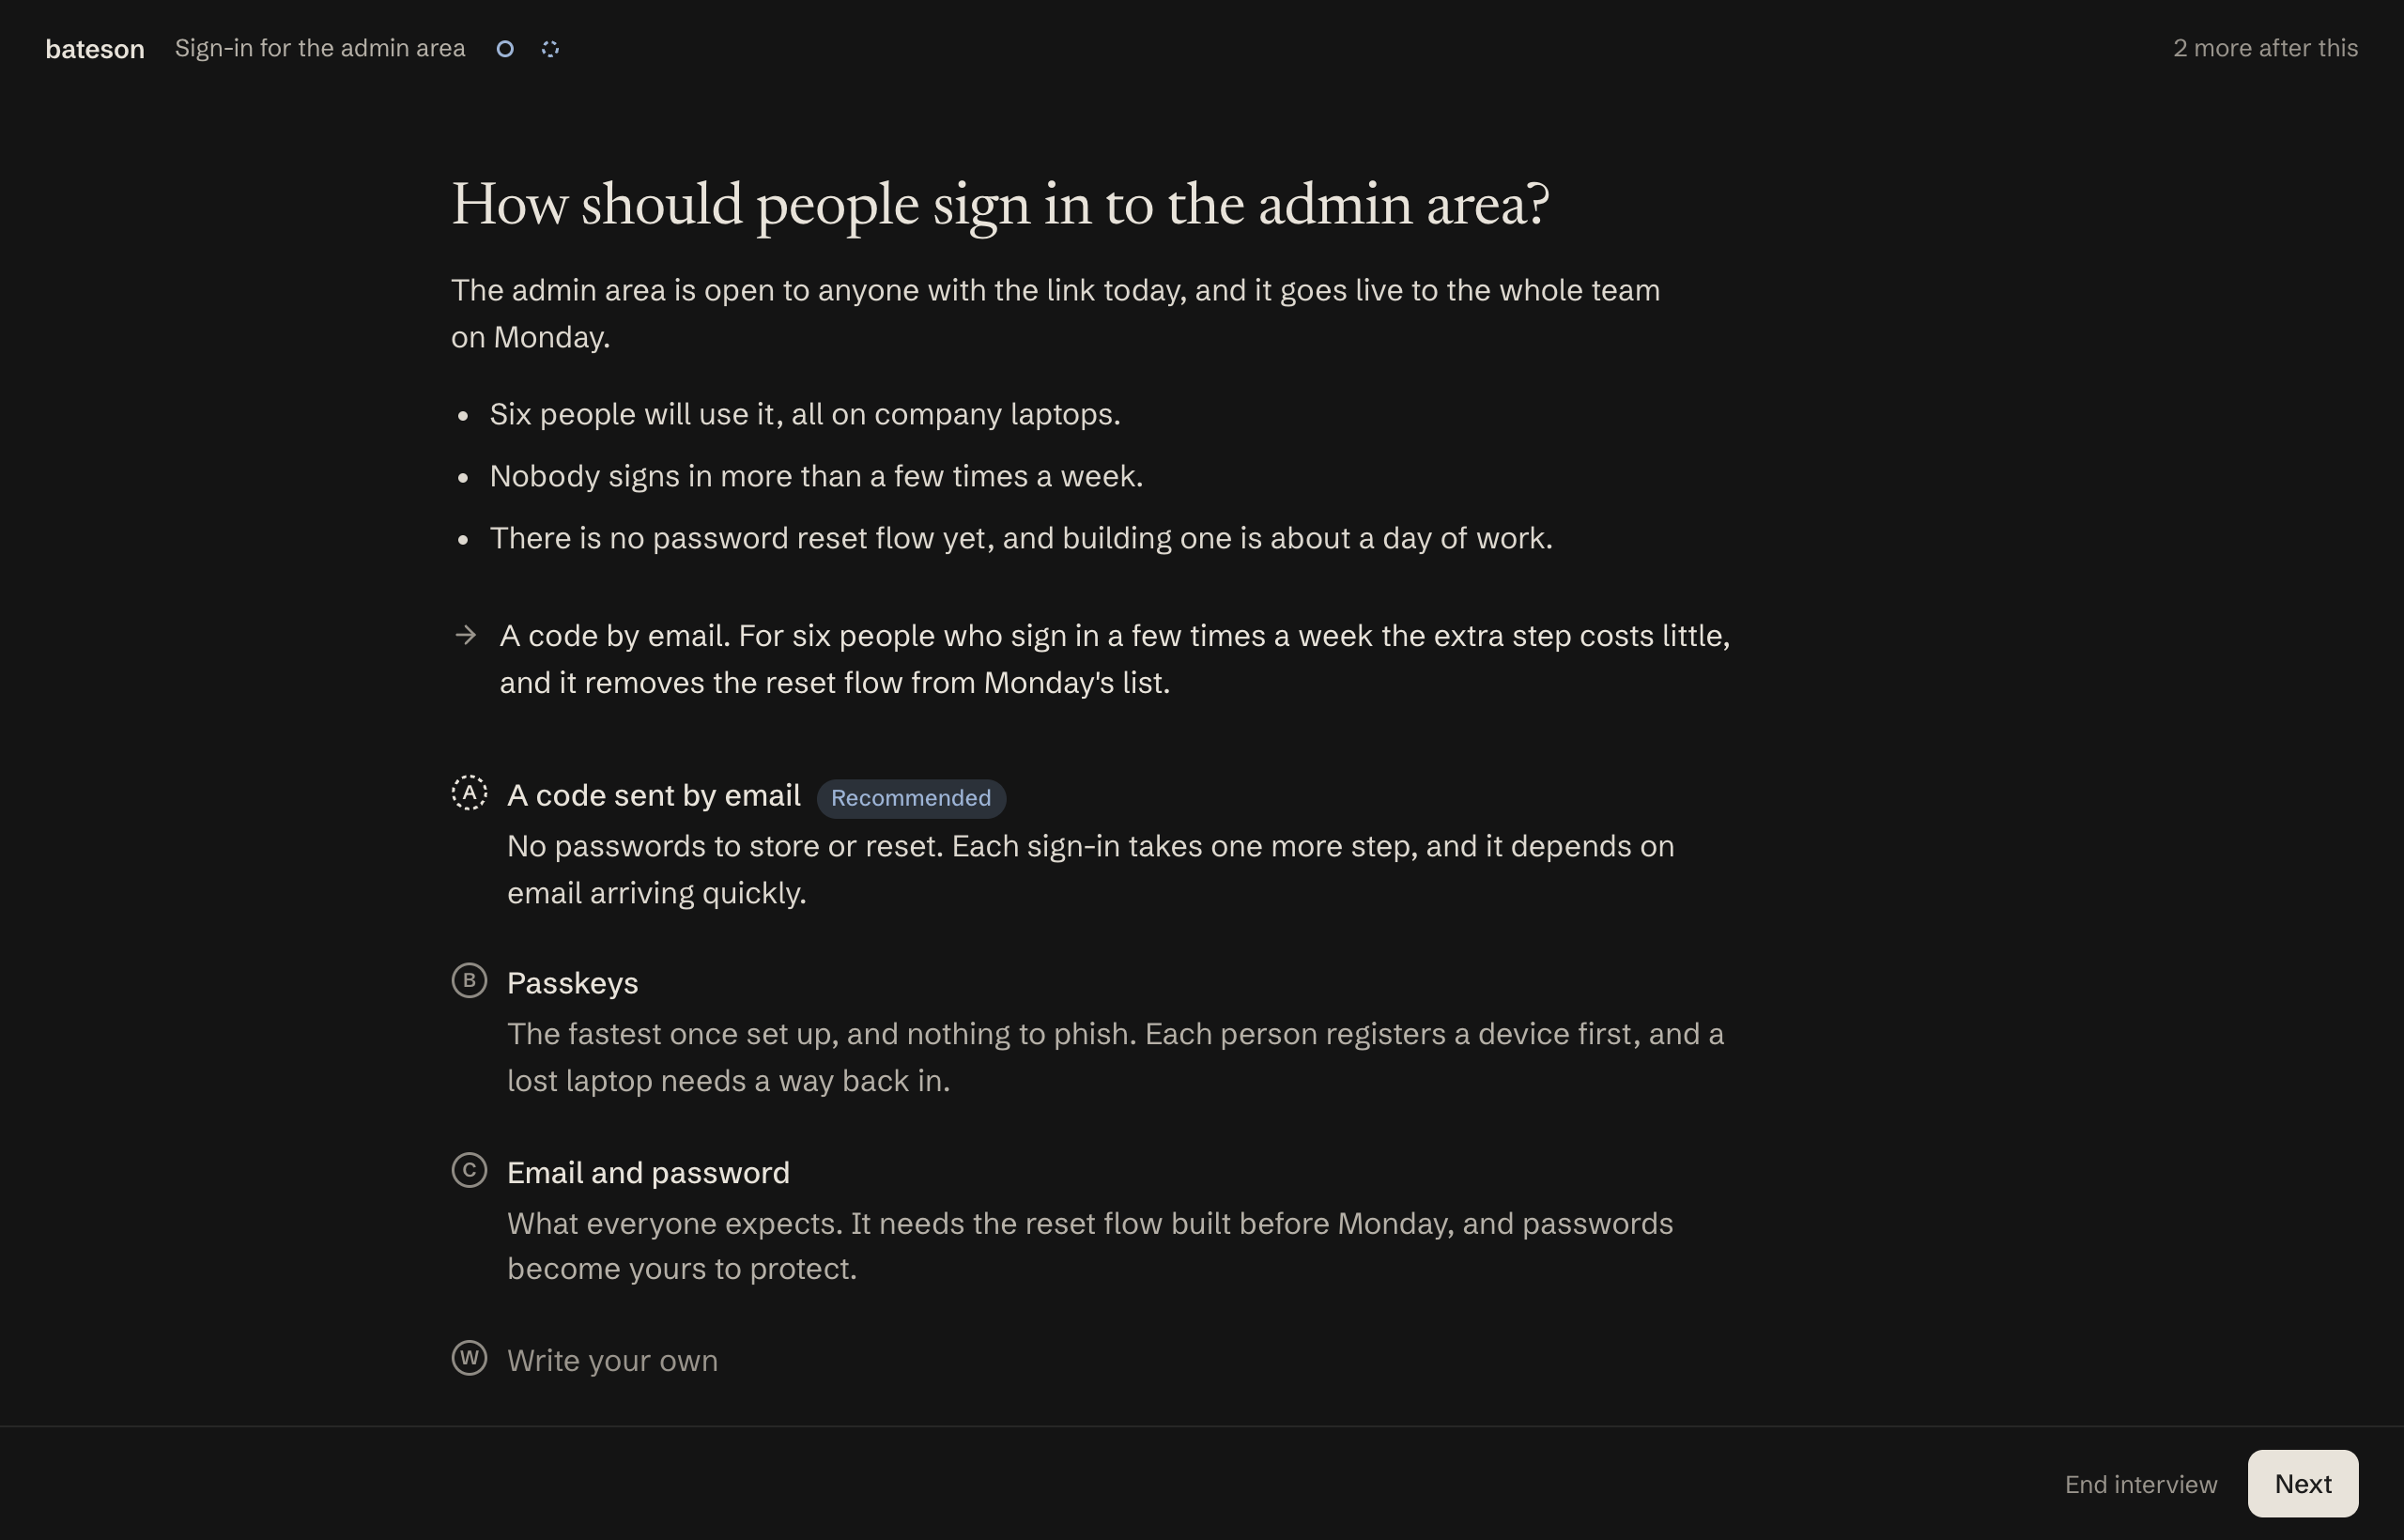 bateson
Sign-in for the admin area
2 more after this
How should people sign in to the admin area?
The admin area is open to anyone with the link today, and it goes live to the whole team
on Monday.
• Six people will use it, all on company laptops.
• Nobody signs in more than a few times a week.
• There is no password reset flow yet, and building one is about a day of work.
→ A code by email. For six people who sign in a few times a week the extra step costs little,
and it removes the reset flow from Monday's list.
A A code sent by email Recommended
No passwords to store or reset. Each sign-in takes one more step, and it depends on
email arriving quickly.
B Passkeys
The fastest once set up, and nothing to phish. Each person registers a device first, and a
lost laptop needs a way back in.
C Email and password
What everyone expects. It needs the reset flow built before Monday, and passwords
become yours to protect.
W Write your own
End interview
Next